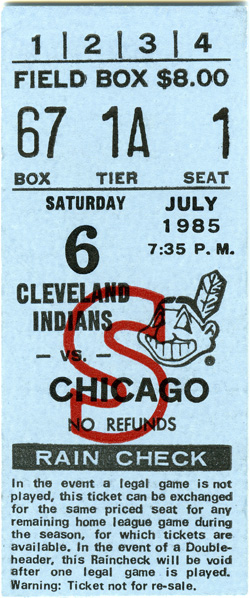 1 | 2 | 3 | 4
FIELD BOX $8.00
67 1A 1
BOX TIER SEAT
SATURDAY JULY
6 1985
7:35 P.M.
CLEVELAND
INDIANS
— vs. —
S
CHICAGO
NO REFUNDS
RAIN CHECK
In the event a legal game is not
played, this ticket can be exchanged
for the same priced seat for any
remaining home league game during
the season, for which tickets are
available. In the event of a Double-
header, this Raincheck will be void
after one legal game is played.
Warning: Ticket not for re-sale.